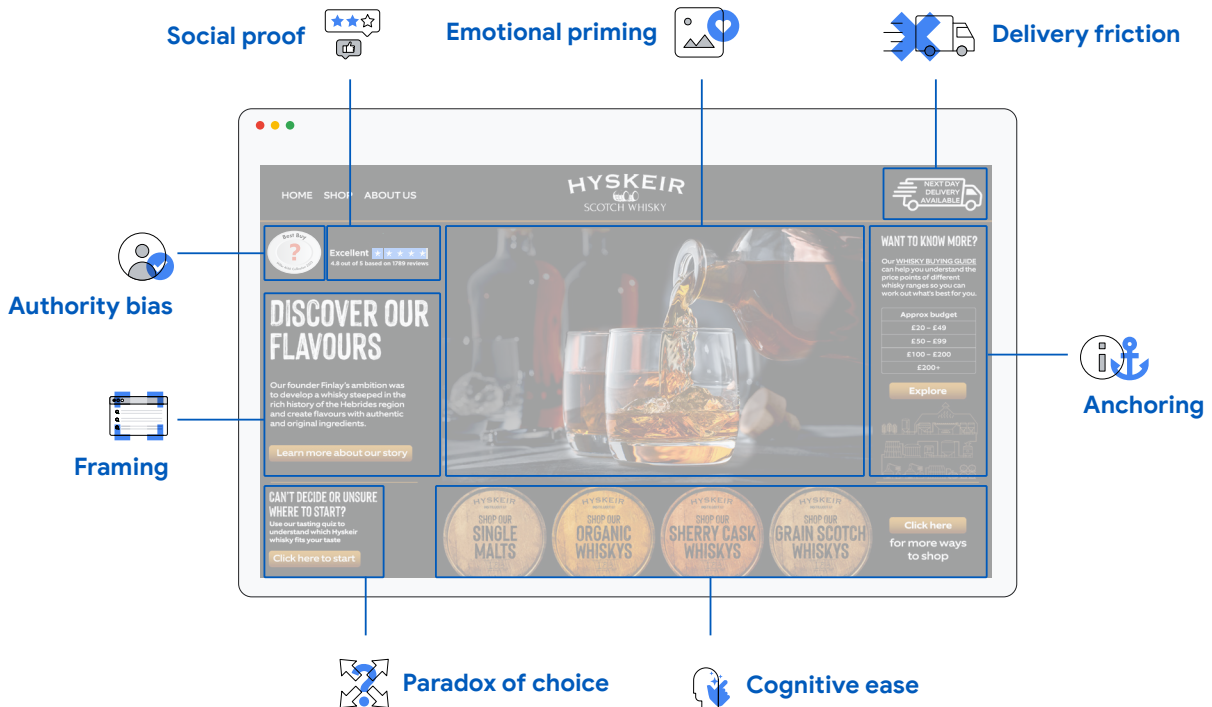 Social proof
Emotional priming
Delivery friction
HOME SHOP ABOUT US
HYSKEIR
SCOTCH WHISKY
NEXT DAY
DELIVERY
AVAILABLE
Authority bias
Best Buy
?
Excellent
4.8 out of 5 based on 1789 reviews
DISCOVER OUR
FLAVOURS
Our founder Finlay's ambition was
to develop a whisky steeped in the
rich history of the Hebrides region
and create flavours with authentic
and original ingredients.
Learn more about our story
Framing
WANT TO KNOW MORE?
Our WHISKY BUYING GUIDE
can help you understand the
price points of different
whisky ranges so you can
work out what's best for you.
Approx budget
£20 – £49
£50 – £99
£100 – £200
£200+
Explore
Anchoring
CAN'T DECIDE OR UNSURE
WHERE TO START?
Use our tasting quiz to
understand which Hyskeir
whisky fits your taste
Click here to start
HYSKEIR
SHOP OUR
SINGLE
MALTS
HYSKEIR
SHOP OUR
ORGANIC
WHISKYS
HYSKEIR
SHOP OUR
SHERRY CASK
WHISKYS
HYSKEIR
SHOP OUR
GRAIN SCOTCH
WHISKYS
Click here
for more ways
to shop
Paradox of choice
Cognitive ease